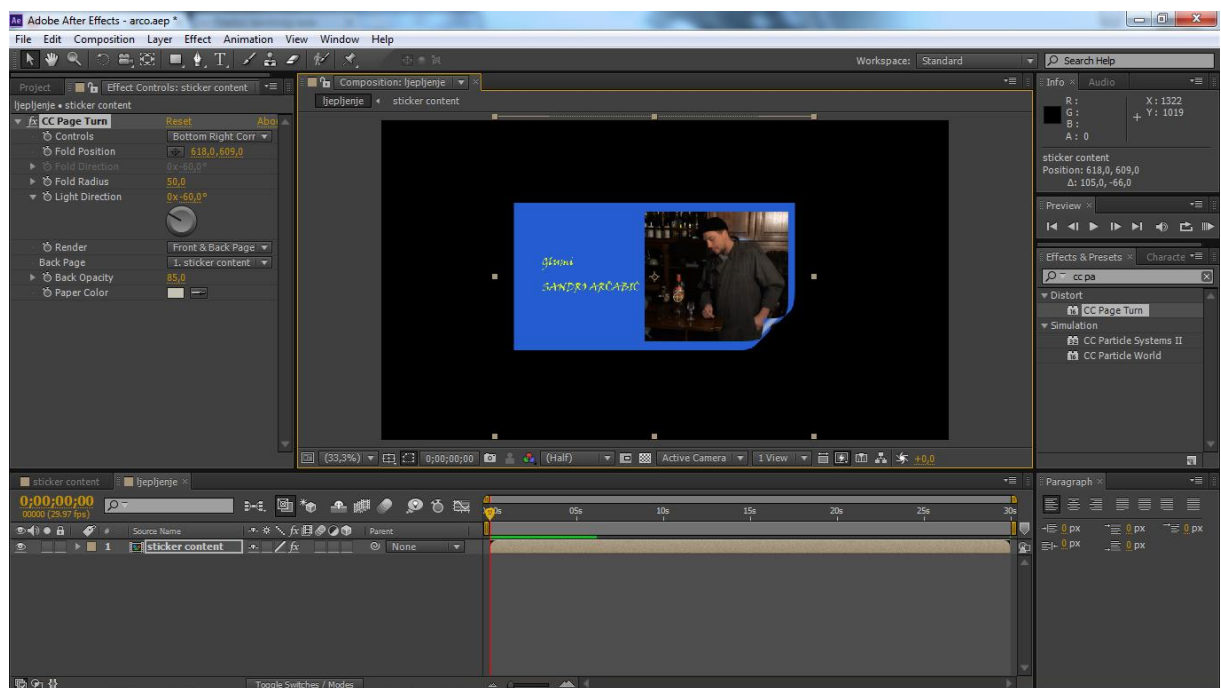 Adobe After Effects - arco.aep *
File Edit Composition Layer Effect Animation View Window Help
Workspace: Standard
Search Help
Project
Effect Controls: sticker content
ljepljenje • sticker content
fx CC Page Turn Reset Abou
Controls Bottom Right Corr
Fold Position 618,0,609,0
Fold Direction 0x-60,0°
Fold Radius 50,0
Light Direction 0x-60,0°
Render Front & Back Page
Back Page 1. sticker content
Back Opacity 85,0
Paper Color
Composition: ljepljenje
ljepljenje sticker content
Glumi
SANDRI ARČABIĆ
(33,3%) 0;00;00;00 (Half) Active Camera 1 View +0,0
Info Audio
R: X: 1322
G: Y: 1019
B:
A: 0
sticker content
Position: 618,0, 609,0
Δ: 105,0, -66,0
Preview
Effects & Presets Characte
cc pa
Distort
CC Page Turn
Simulation
CC Particle Systems II
CC Particle World
sticker content ljepljenje
0;00;00;00
00000 (29.97 fps)
# Source Name Parent
1 sticker content None
05s 10s 15s 20s 25s 30s
Toggle Switches / Modes
Paragraph
0 px 0 px 0 px
0 px 0 px